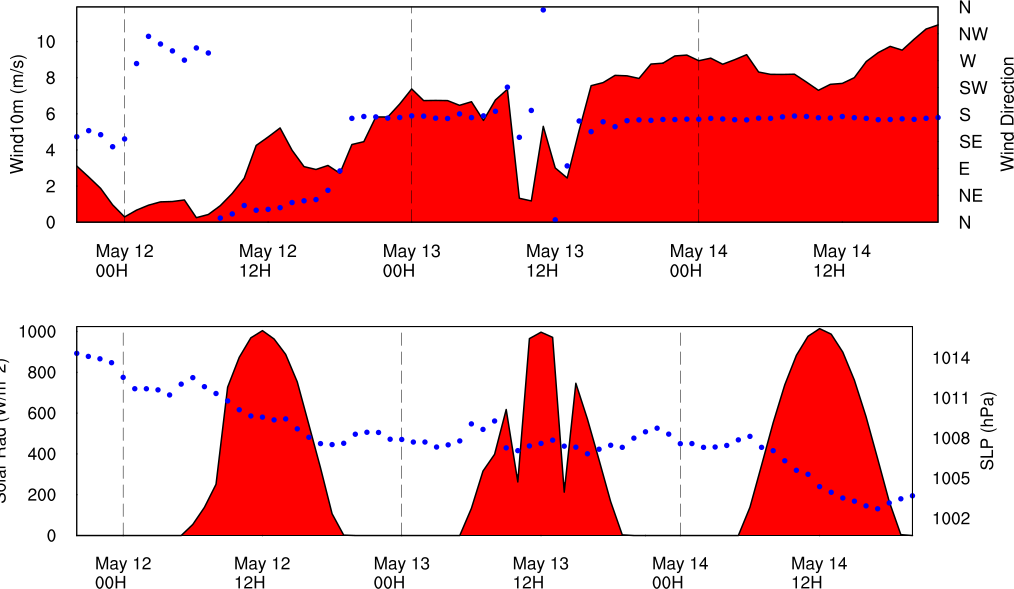 N
NW
W
SW
S
SE
E
NE
N
10
8
6
4
2
0
Wind10m (m/s)
Wind Direction
May 12
00H
May 12
12H
May 13
00H
May 13
12H
May 14
00H
May 14
12H
1000
800
600
400
200
0
1014
1011
1008
1005
1002
SLP (hPa)
Solar Rad (W/m^2)
May 12
00H
May 12
12H
May 13
00H
May 13
12H
May 14
00H
May 14
12H